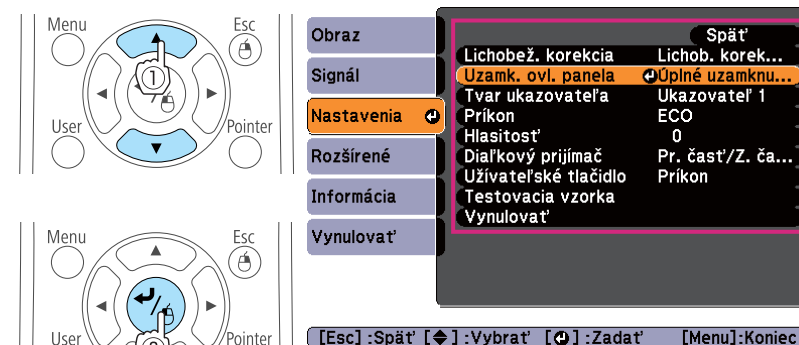 Menu
Esc
1
User
Pointer
Menu
Esc
User
Pointer
Obraz
Signál
Nastavenia
Rozšírené
Informácia
Vynulovať
Späť
Lichobež. korekcia Lichob. korek...
Uzamk. ovl. panela Úplné uzamknu...
Tvar ukazovateľa Ukazovateľ 1
Príkon ECO
Hlasitosť 0
Diaľkový prijímač Pr. časť/Z. ča...
Užívateľské tlačidlo Príkon
Testovacia vzorka
Vynulovať
[Esc] :Späť [◆] :Vybrať [⏎] :Zadať [Menu]:Koniec